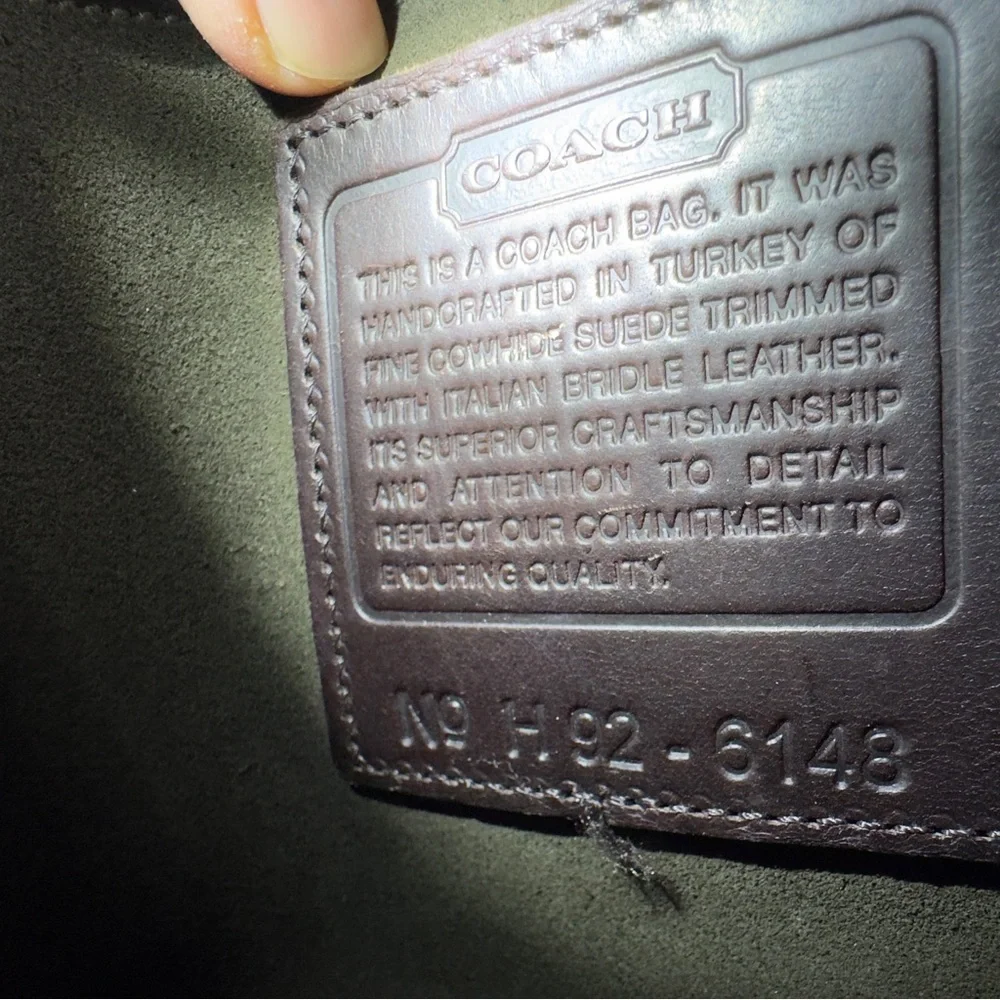 COACH
THIS IS A COACH BAG. IT WAS
HANDCRAFTED IN TURKEY OF
FINE COWHIDE SUEDE TRIMMED
WITH ITALIAN BRIDLE LEATHER.
ITS SUPERIOR CRAFTSMANSHIP
AND ATTENTION TO DETAIL
REFLECT OUR COMMITMENT TO
ENDURING QUALITY.
Nº H 92 - 6148